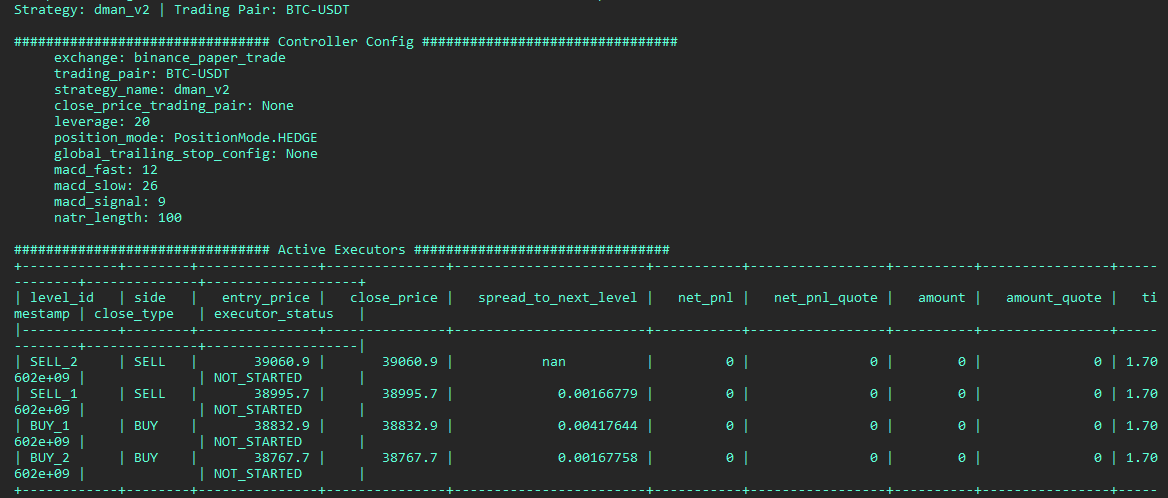 Strategy: dman_v2 | Trading Pair: BTC-USDT
################################ Controller Config ################################
exchange: binance_paper_trade
trading_pair: BTC-USDT
strategy_name: dman_v2
close_price_trading_pair: None
leverage: 20
position_mode: PositionMode.HEDGE
global_trailing_stop_config: None
macd_fast: 12
macd_slow: 26
macd_signal: 9
natr_length: 100
################################ Active Executors ################################
+------------+--------+---------------+---------------+------------------------+-----------+-----------------+----------+----------------+-----
--------+--------------+-------------------+
| level_id   | side   |   entry_price |   close_price |   spread_to_next_level |   net_pnl |   net_pnl_quote |   amount |   amount_quote |   ti
mestamp | close_type   | executor_status   |
|------------+--------+---------------+---------------+------------------------+-----------+-----------------+----------+----------------+-----
--------+--------------+-------------------|
| SELL_2     | SELL   |       39060.9 |       39060.9 |           nan          |         0 |               0 |        0 |              0 | 1.70
602e+09 |              | NOT_STARTED       |
| SELL_1     | SELL   |       38995.7 |       38995.7 |             0.00166779 |         0 |               0 |        0 |              0 | 1.70
602e+09 |              | NOT_STARTED       |
| BUY_1      | BUY    |       38832.9 |       38832.9 |             0.00417644 |         0 |               0 |        0 |              0 | 1.70
602e+09 |              | NOT_STARTED       |
| BUY_2      | BUY    |       38767.7 |       38767.7 |             0.00167758 |         0 |               0 |        0 |              0 | 1.70
602e+09 |              | NOT_STARTED       |
+------------+--------+---------------+---------------+------------------------+-----------+-----------------+----------+----------------+-----